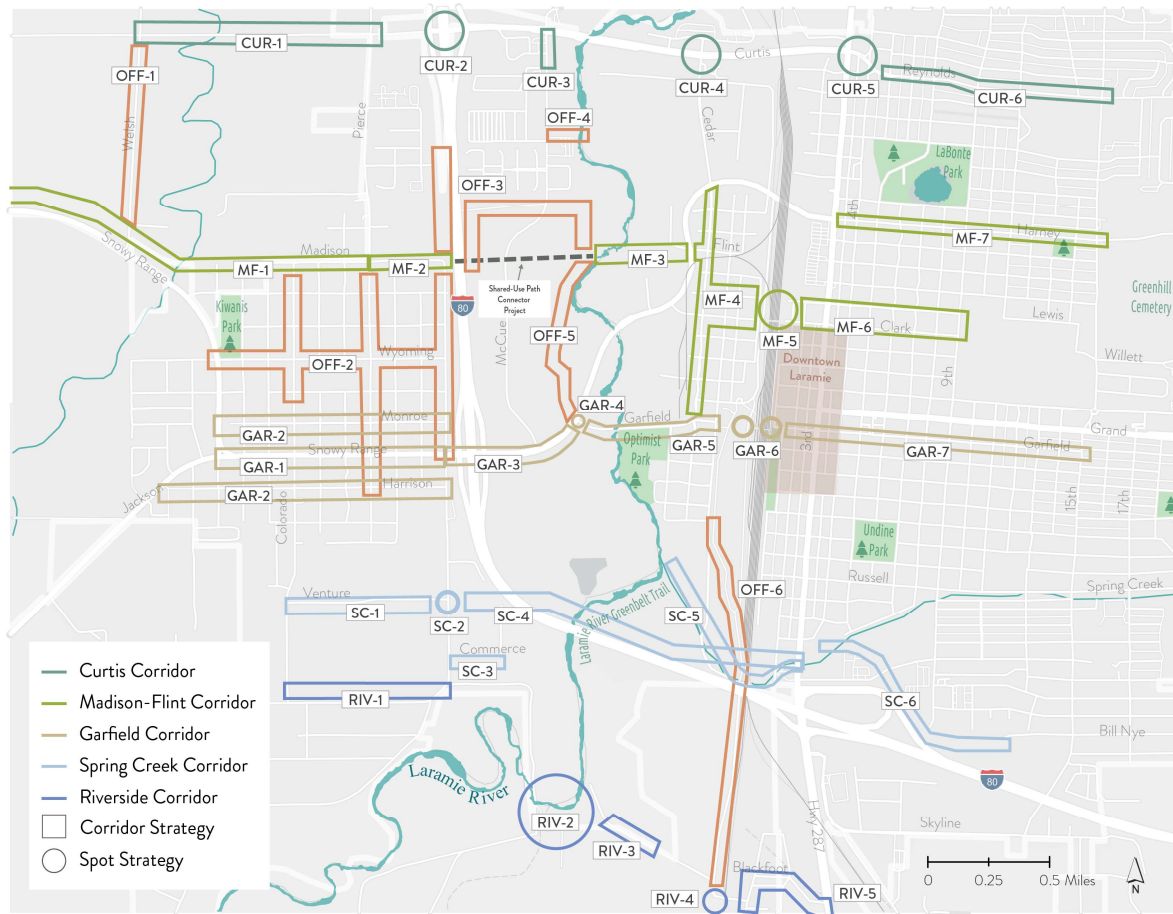 CUR-1
CUR-2
CUR-3
CUR-4
Curtis
CUR-5
Reynolds
CUR-6
OFF-1
Welsh
Pierce
OFF-4
Cedar
LaBonte
Park
OFF-3
4th
Snowy Range
Madison
MF-1
MF-2
MF-3
Flint
MF-7
Harney
Shared-Use Path
Connector
Project
80
Kiwanis
Park
McCue
OFF-5
MF-4
MF-5
MF-6
Clark
Lewis
Greenhill
Cemetery
OFF-2
Wyoming
Downtown
Laramie
9th
Willett
Monroe
GAR-2
GAR-4
Garfield
GAR-5
GAR-6
3rd
GAR-7
Garfield
Grand
Snowy Range
GAR-1
GAR-3
Optimist
Park
Jackson
GAR-2
Harrison
Colorado
15th
17th
Undine
Park
Russell
Spring Creek
Venture
SC-1
SC-2
SC-4
Laramie River Greenbelt Trail
SC-5
OFF-6
Commerce
SC-3
RIV-1
SC-6
Bill Nye
80
Laramie River
RIV-2
RIV-3
Hwy 287
Skyline
Blackfoot
RIV-4
RIV-5
Curtis Corridor
Madison-Flint Corridor
Garfield Corridor
Spring Creek Corridor
Riverside Corridor
Corridor Strategy
Spot Strategy
0 0.25 0.5 Miles
N